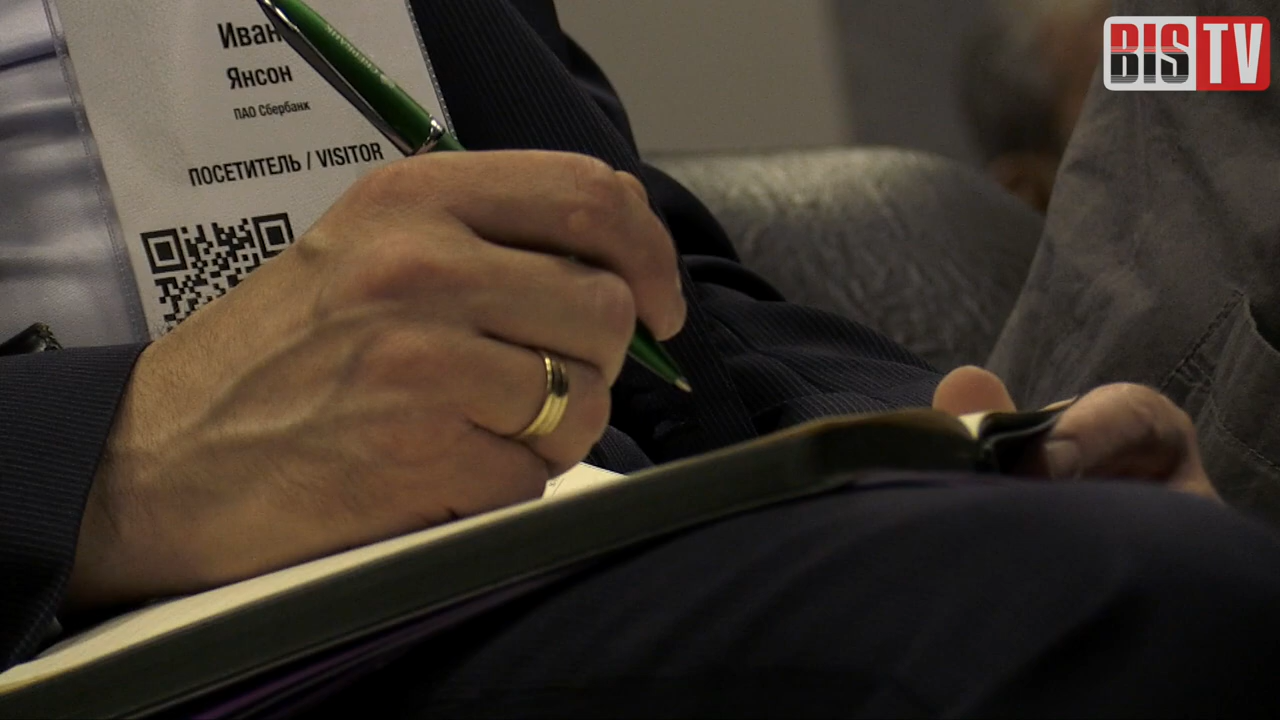 Иван
Янсон
ПАО Сбербанк
ПОСЕТИТЕЛЬ / VISITOR
BISTV